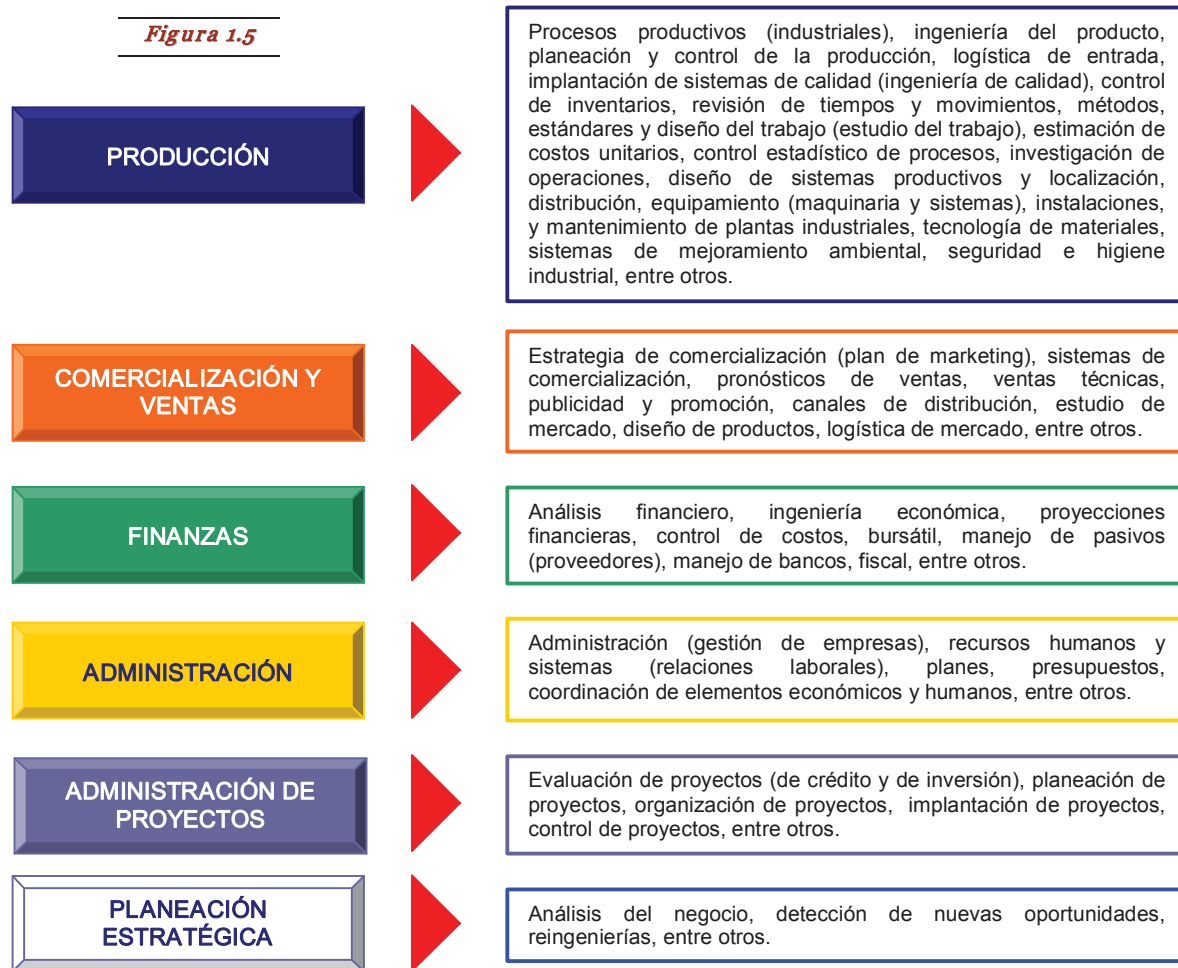 Figura 1.5
PRODUCCIÓN
Procesos productivos (industriales), ingeniería del producto,
planeación y control de la producción, logística de entrada,
implantación de sistemas de calidad (ingeniería de calidad), control
de inventarios, revisión de tiempos y movimientos, métodos,
estándares y diseño del trabajo (estudio del trabajo), estimación de
costos unitarios, control estadístico de procesos, investigación de
operaciones, diseño de sistemas productivos y localización,
distribución, equipamiento (maquinaria y sistemas), instalaciones,
y mantenimiento de plantas industriales, tecnología de materiales,
sistemas de mejoramiento ambiental, seguridad e higiene
industrial, entre otros.
COMERCIALIZACIÓN Y
VENTAS
Estrategia de comercialización (plan de marketing), sistemas de
comercialización, pronósticos de ventas, ventas técnicas,
publicidad y promoción, canales de distribución, estudio de
mercado, diseño de productos, logística de mercado, entre otros.
FINANZAS
Análisis financiero, ingeniería económica, proyecciones
financieras, control de costos, bursátil, manejo de pasivos
(proveedores), manejo de bancos, fiscal, entre otros.
ADMINISTRACIÓN
Administración (gestión de empresas), recursos humanos y
sistemas (relaciones laborales), planes, presupuestos,
coordinación de elementos económicos y humanos, entre otros.
ADMINISTRACIÓN DE
PROYECTOS
Evaluación de proyectos (de crédito y de inversión), planeación de
proyectos, organización de proyectos, implantación de proyectos,
control de proyectos, entre otros.
PLANEACIÓN
ESTRATÉGICA
Análisis del negocio, detección de nuevas oportunidades,
reingenierías, entre otros.